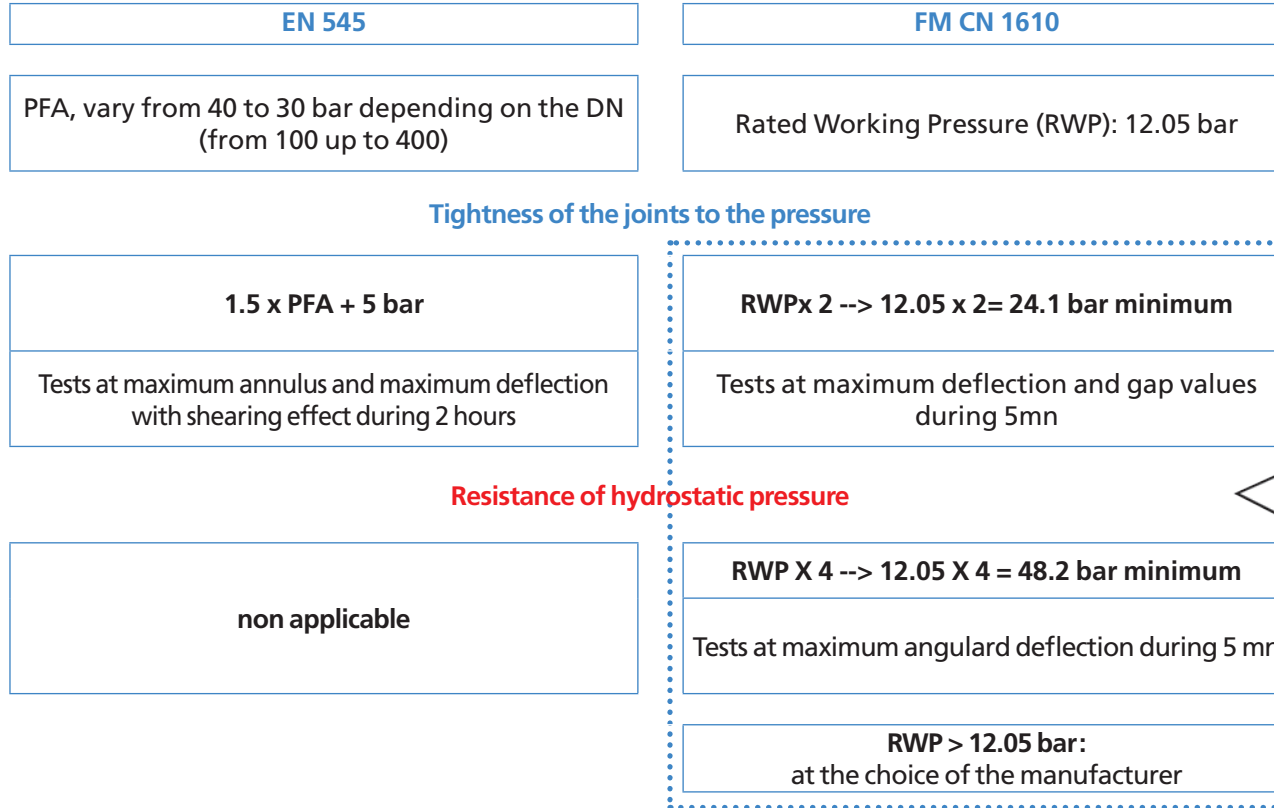 EN 545
FM CN 1610
PFA, vary from 40 to 30 bar depending on the DN
(from 100 up to 400)
Rated Working Pressure (RWP): 12.05 bar
Tightness of the joints to the pressure
1.5 x PFA + 5 bar
RWPx 2 --> 12.05 x 2= 24.1 bar minimum
Tests at maximum annulus and maximum deflection
with shearing effect during 2 hours
Tests at maximum deflection and gap values
during 5mn
Resistance of hydrostatic pressure
non applicable
RWP X 4 --> 12.05 X 4 = 48.2 bar minimum
Tests at maximum angulard deflection during 5 mn
RWP > 12.05 bar:
at the choice of the manufacturer